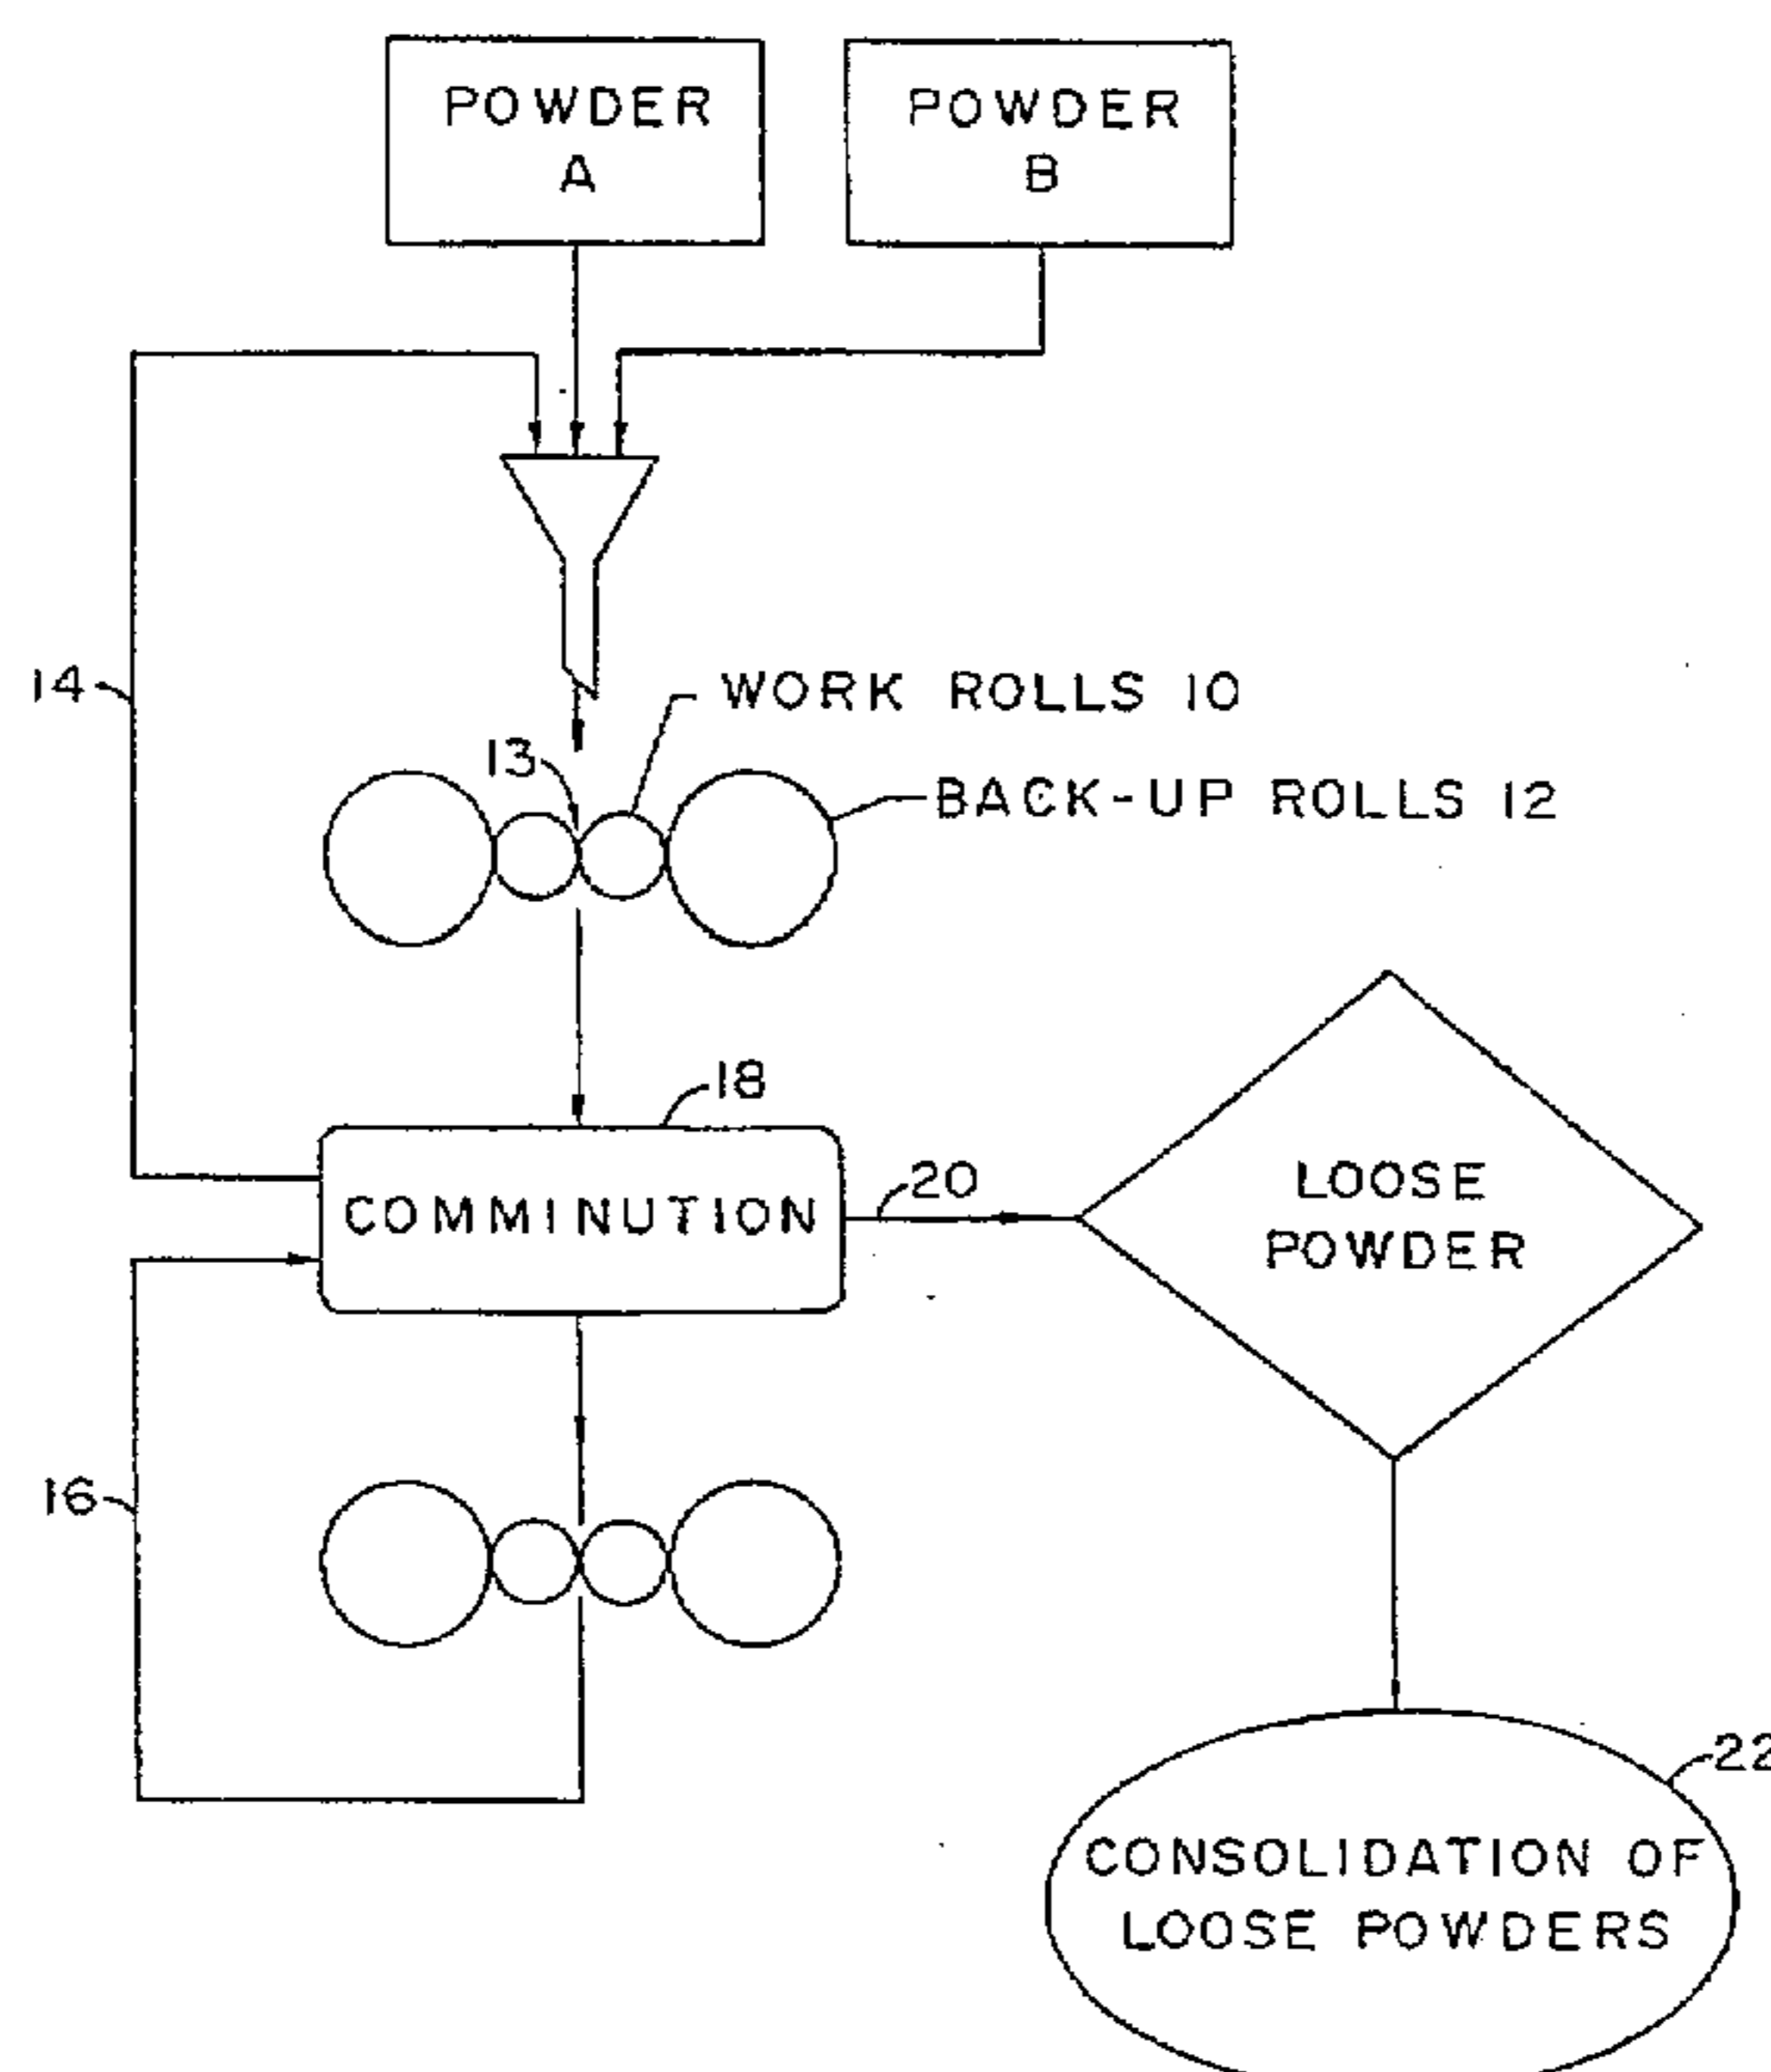 POWDER
A
POWDER
B
14
WORK ROLLS 10
13
BACK-UP ROLLS 12
18
COMMINUTION
20
LOOSE
POWDER
16
22
CONSOLIDATION OF
LOOSE POWDERS